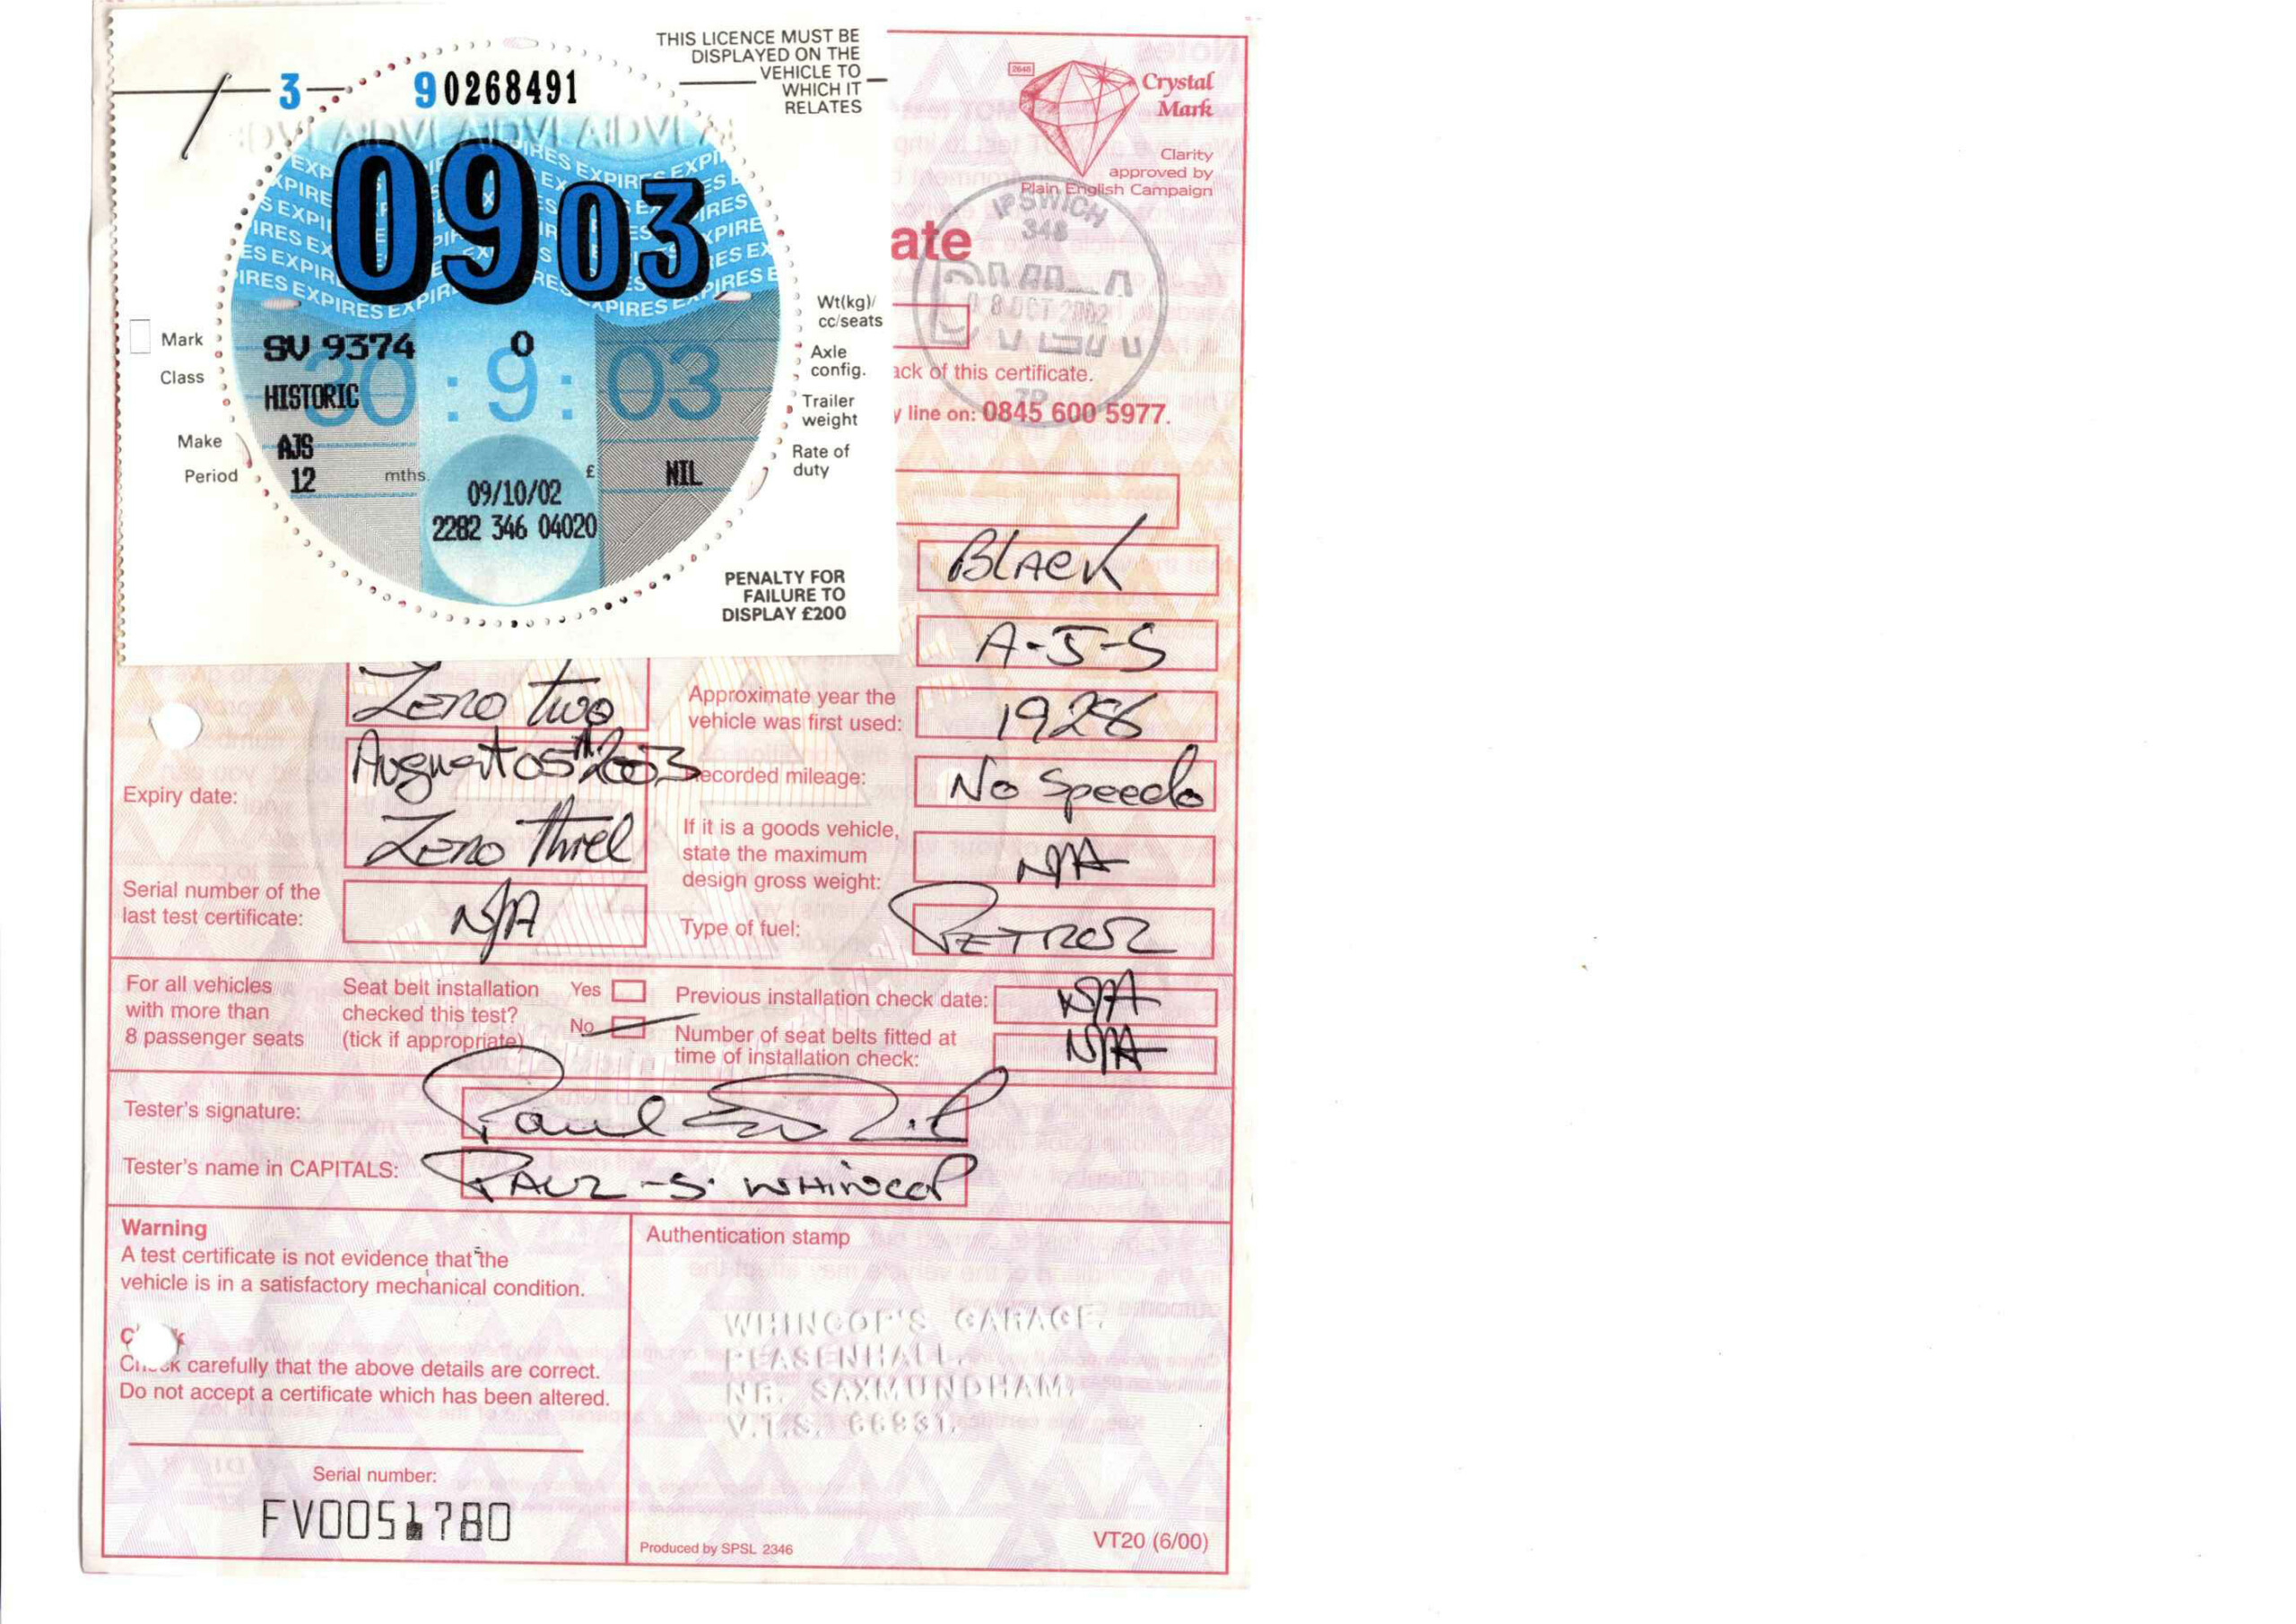 THIS LICENCE MUST BE
DISPLAYED ON THE
VEHICLE TO
WHICH IT
RELATES
3
90268491
09 03
Mark
SV 9374
0
Wt(kg)/
cc/seats
30:9:03
Axle
config.
Class
HISTORIC
Trailer
weight
Make
AJS
Rate of
duty
Period
12
mths
£
NIL
09/10/02
2282 346 04020
PENALTY FOR
FAILURE TO
DISPLAY £200
2645
Crystal
Mark
Clarity
approved by
Plain English Campaign
IPSWICH
8 OCT 2002
ate
ack of this certificate.
y line on: 0845 600 5977.
Black
A-J-S
Zero two
Approximate year the
vehicle was first used:
1928
Expiry date:
August 05th 2003
Zero three
Recorded mileage:
No Speedo
If it is a goods vehicle,
state the maximum
design gross weight:
N/A
Serial number of the
last test certificate:
N/A
Type of fuel:
PETROL
For all vehicles
with more than
8 passenger seats
Seat belt installation
checked this test?
(tick if appropriate)
Yes
No
Previous installation check date:
N/A
Number of seat belts fitted at
time of installation check:
N/A
Tester's signature:
Paul
Tester's name in CAPITALS:
PAUL -S. WHINCOP
Warning
A test certificate is not evidence that the
vehicle is in a satisfactory mechanical condition.
Check carefully that the above details are correct.
Do not accept a certificate which has been altered.
Serial number:
FV0051780
Authentication stamp
WHINCOP'S GARAGE.
PEASENHALL.
NR. SAXMUNDHAM.
V.T.S. 66931.
Produced by SPSL 2346
VT20 (6/00)